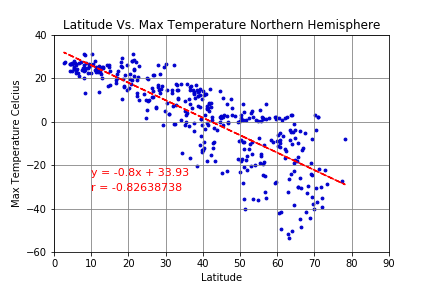 Latitude Vs. Max Temperature Northern Hemisphere
Max Temperature Celcius
40
20
0
−20
−40
−60
y = -0.8x + 33.93
r = -0.82638738
0 10 20 30 40 50 60 70 80 90
Latitude